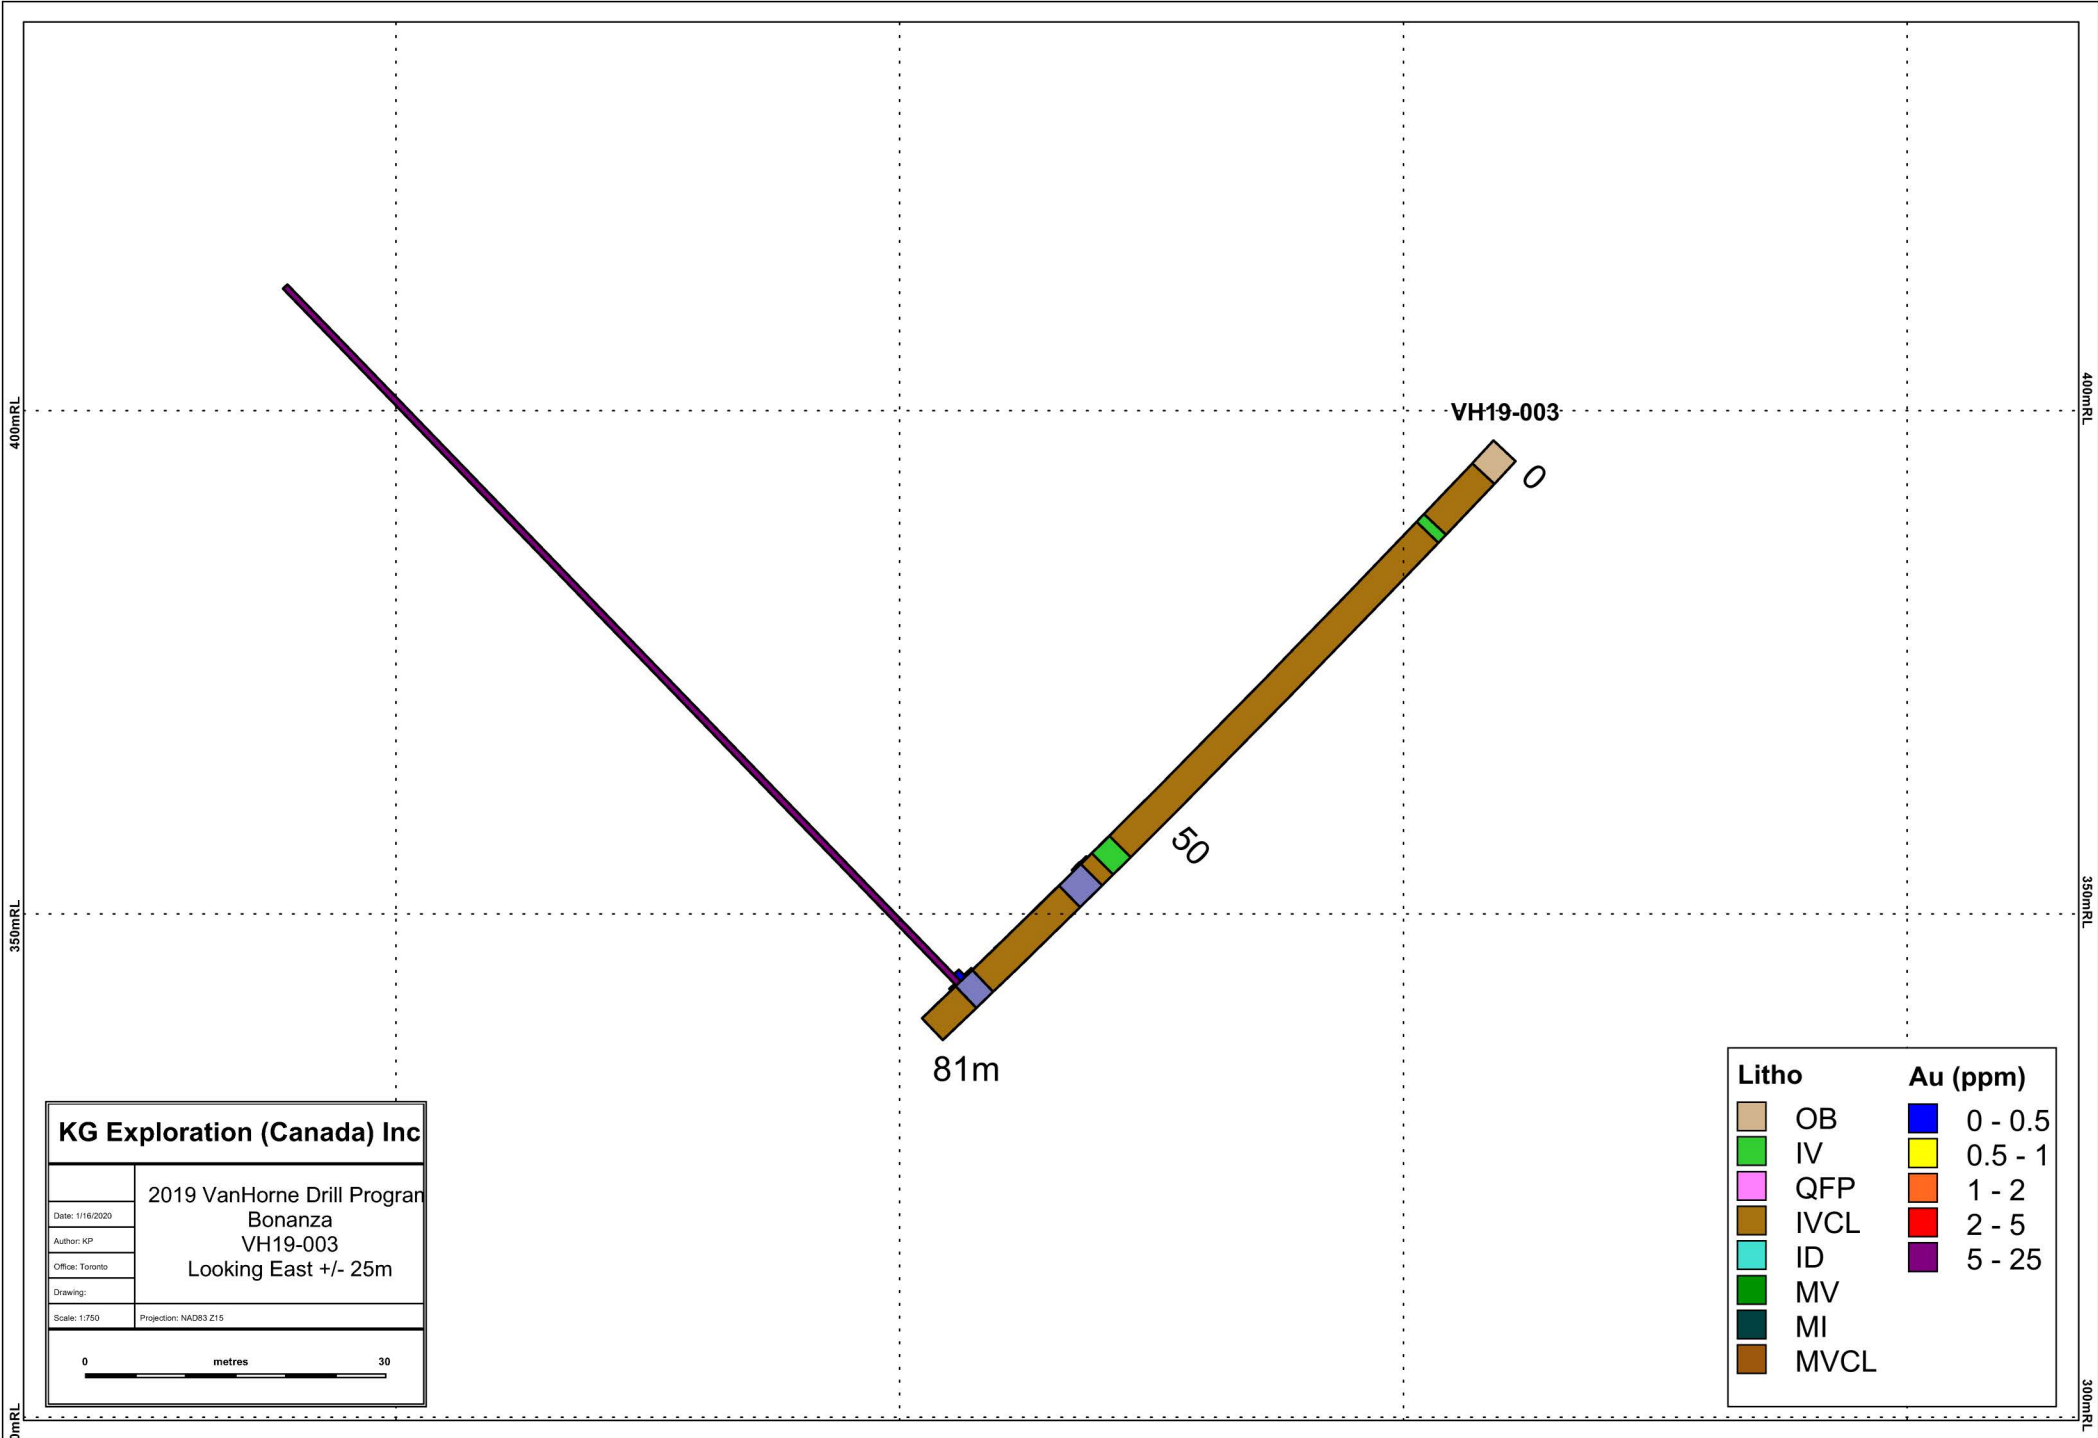 400mRL
400mRL
VH19-003
0
50
350mRL
350mRL
81m
KG Exploration (Canada) Inc
2019 VanHorne Drill Progran
Bonanza
VH19-003
Looking East +/- 25m
Date: 1/16/2020
Author: KP
Office: Toronto
Drawing:
Scale: 1:750
Projection: NAD83 Z15
0 metres 30
Litho
OB
IV
QFP
IVCL
ID
MV
MI
MVCL
Au (ppm)
0 - 0.5
0.5 - 1
1 - 2
2 - 5
5 - 25
0mRL
300mRL